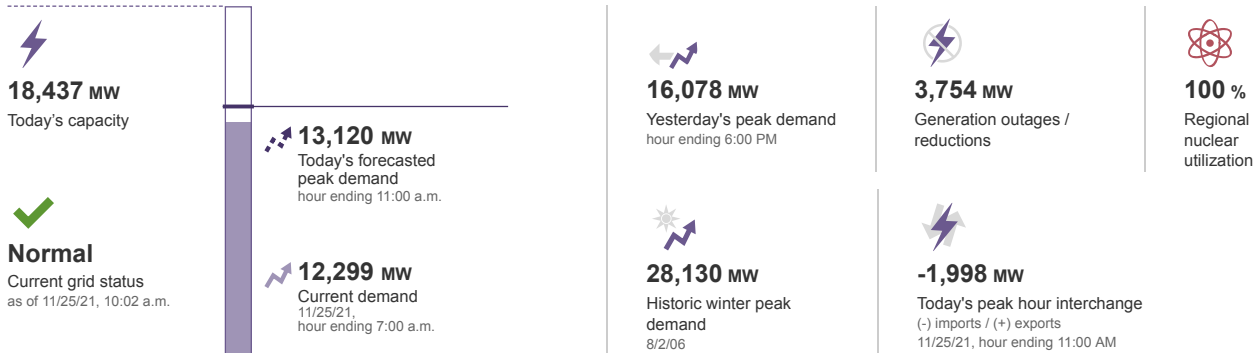 18,437 MW
Today's capacity
Normal
Current grid status
as of 11/25/21, 10:02 a.m.
13,120 MW
Today's forecasted
peak demand
hour ending 11:00 a.m.
12,299 MW
Current demand
11/25/21,
hour ending 7:00 a.m.
16,078 MW
Yesterday's peak demand
hour ending 6:00 PM
3,754 MW
Generation outages /
reductions
100 %
Regional
nuclear
utilization
28,130 MW
Historic winter peak
demand
8/2/06
-1,998 MW
Today's peak hour interchange
(-) imports / (+) exports
11/25/21, hour ending 11:00 AM